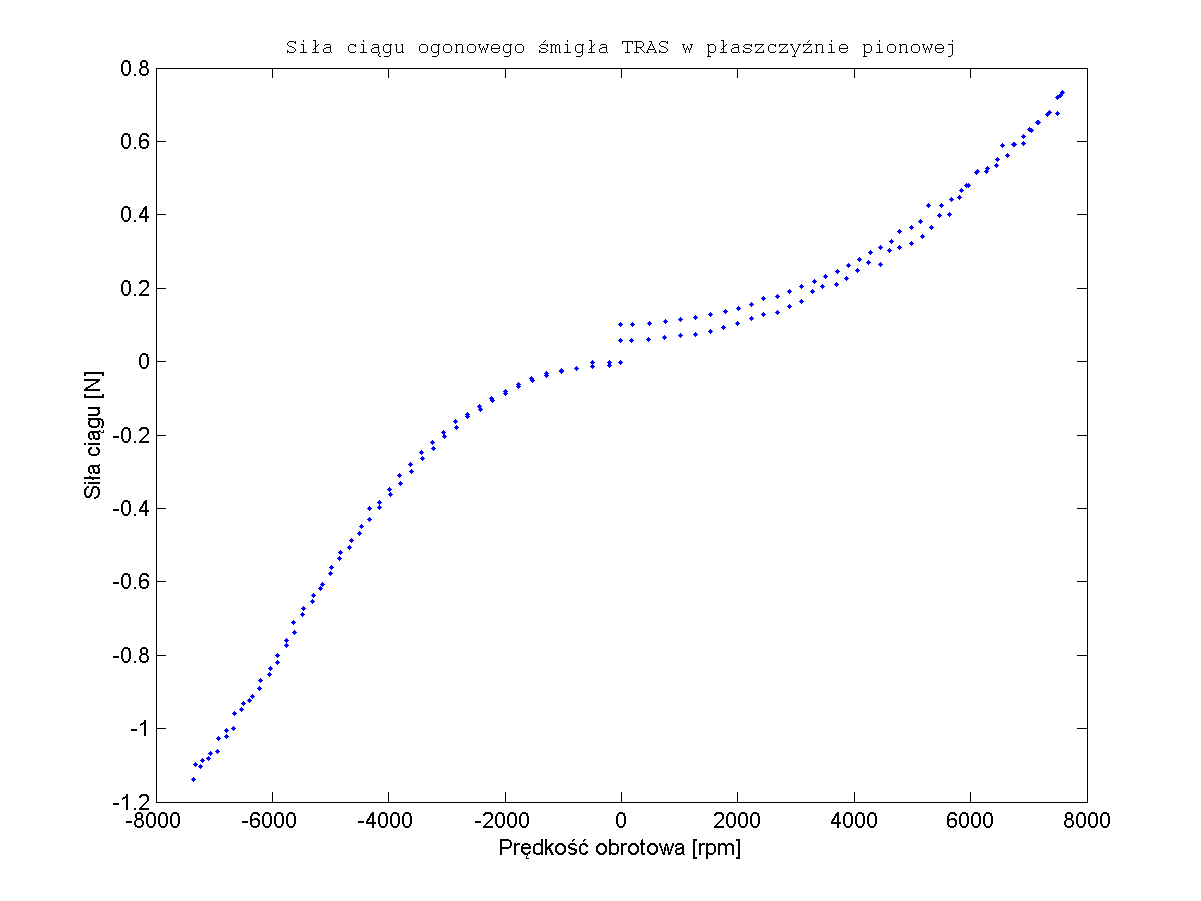 Siła ciągu ogonowego śmigła TRAS w płaszczyźnie pionowej
0.8
0.6
0.4
0.2
0
-0.2
-0.4
-0.6
-0.8
-1
-1.2
Siła ciągu [N]
-8000 -6000 -4000 -2000 0 2000 4000 6000 8000
Prędkość obrotowa [rpm]